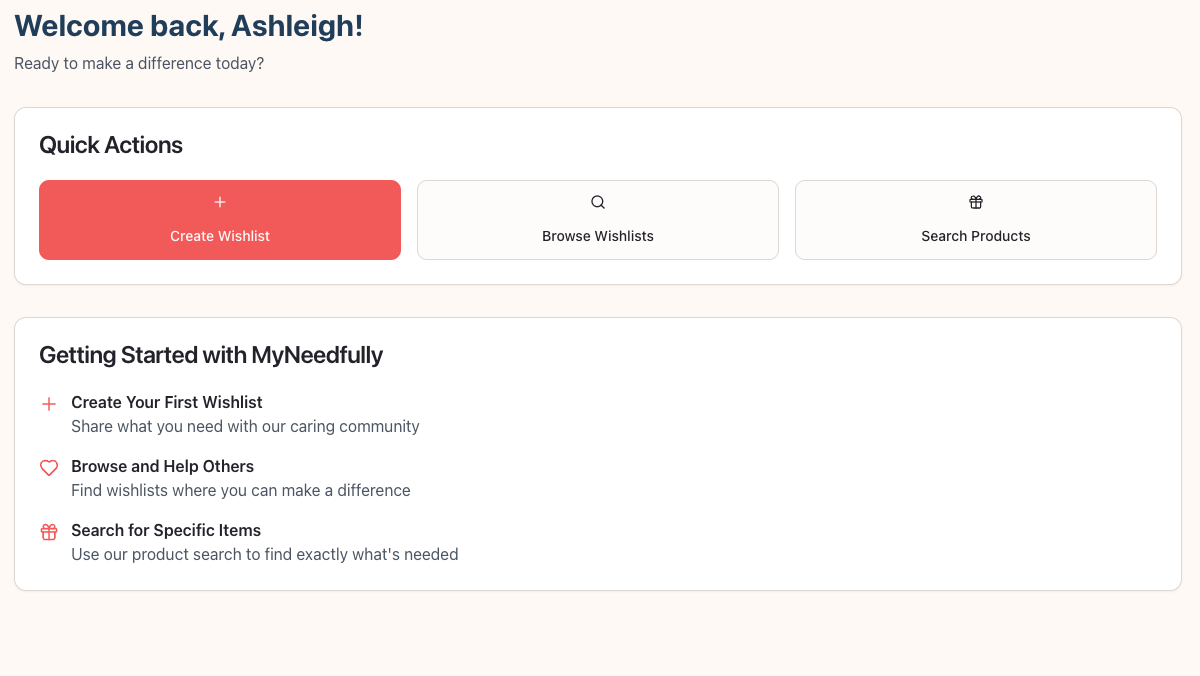 Welcome back, Ashleigh!
Ready to make a difference today?
Quick Actions
Create Wishlist
Browse Wishlists
Search Products
Getting Started with MyNeedfully
Create Your First Wishlist
Share what you need with our caring community
Browse and Help Others
Find wishlists where you can make a difference
Search for Specific Items
Use our product search to find exactly what's needed